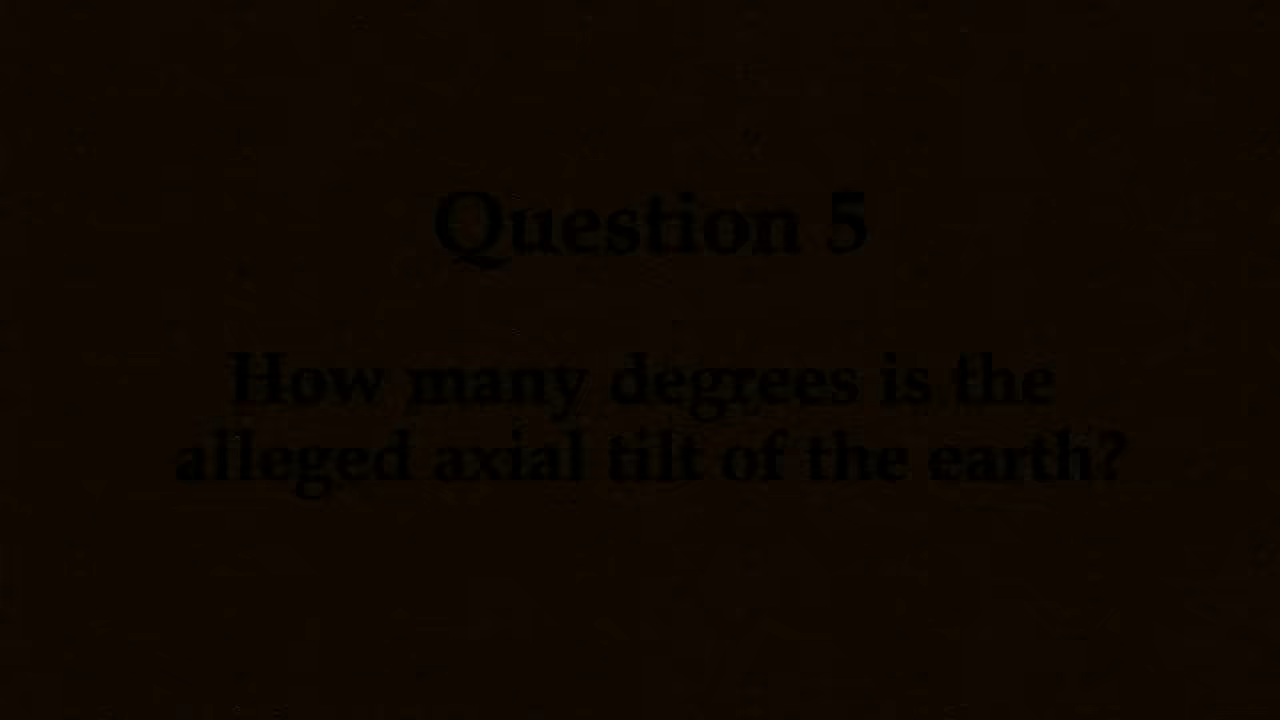 Question 5
How many degrees is the
alleged axial tilt of the earth?